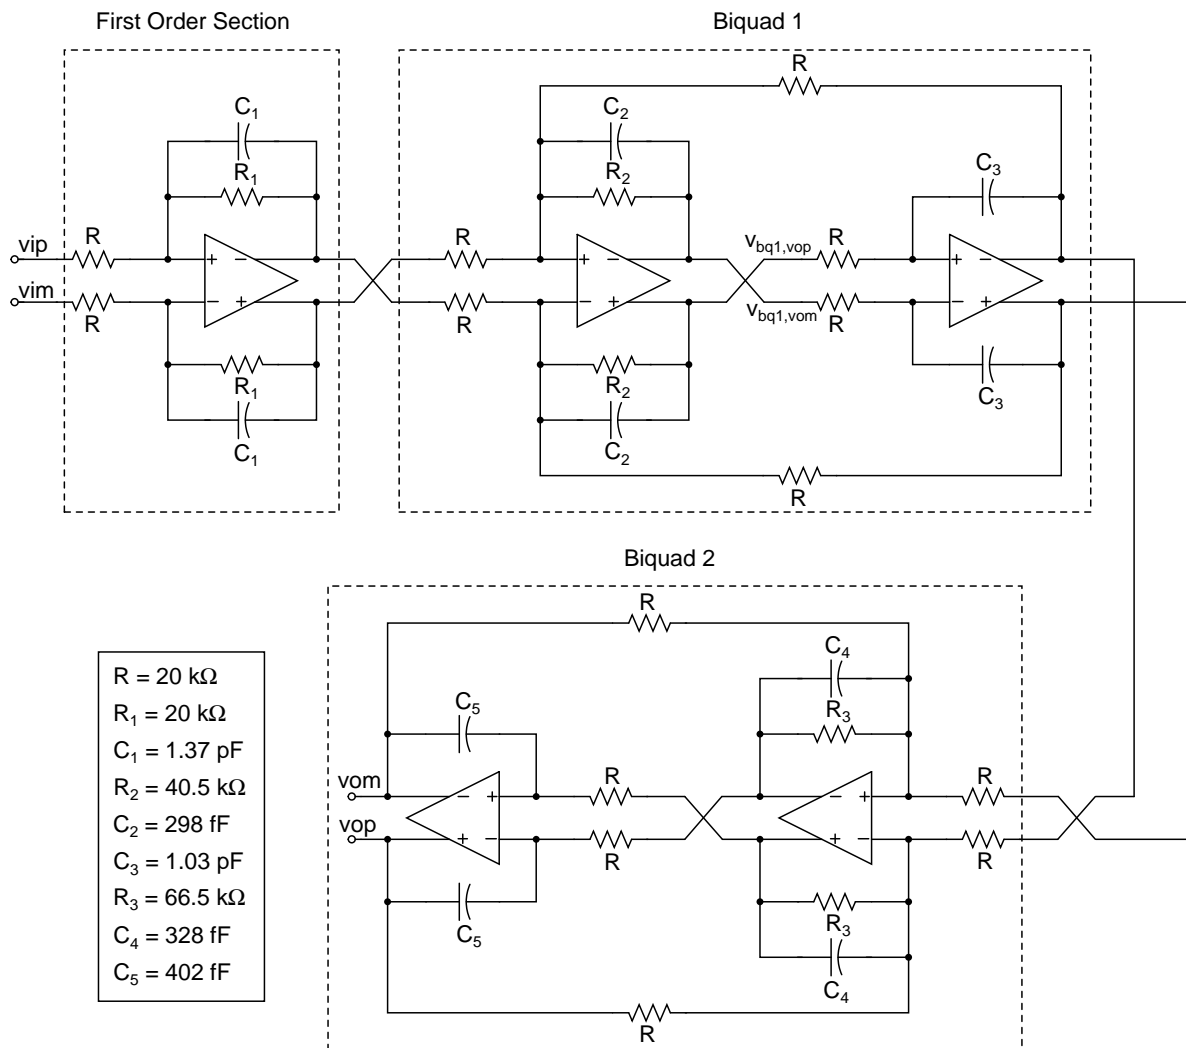 First Order Section
Biquad 1
R
C1
C2
R1
R2
C3
vip
R
R
vbq1,vop
R
+ −
+ −
+ −
vim
R
− +
R
− +
vbq1,vom
R
− +
R1
R2
C3
C1
C2
R
Biquad 2
R
R = 20 kΩ
R1 = 20 kΩ
C1 = 1.37 pF
R2 = 40.5 kΩ
C2 = 298 fF
C3 = 1.03 pF
R3 = 66.5 kΩ
C4 = 328 fF
C5 = 402 fF
C4
C5
R3
vom
R
R
− +
− +
vop
R
R
+ −
+ −
C5
R3
C4
R